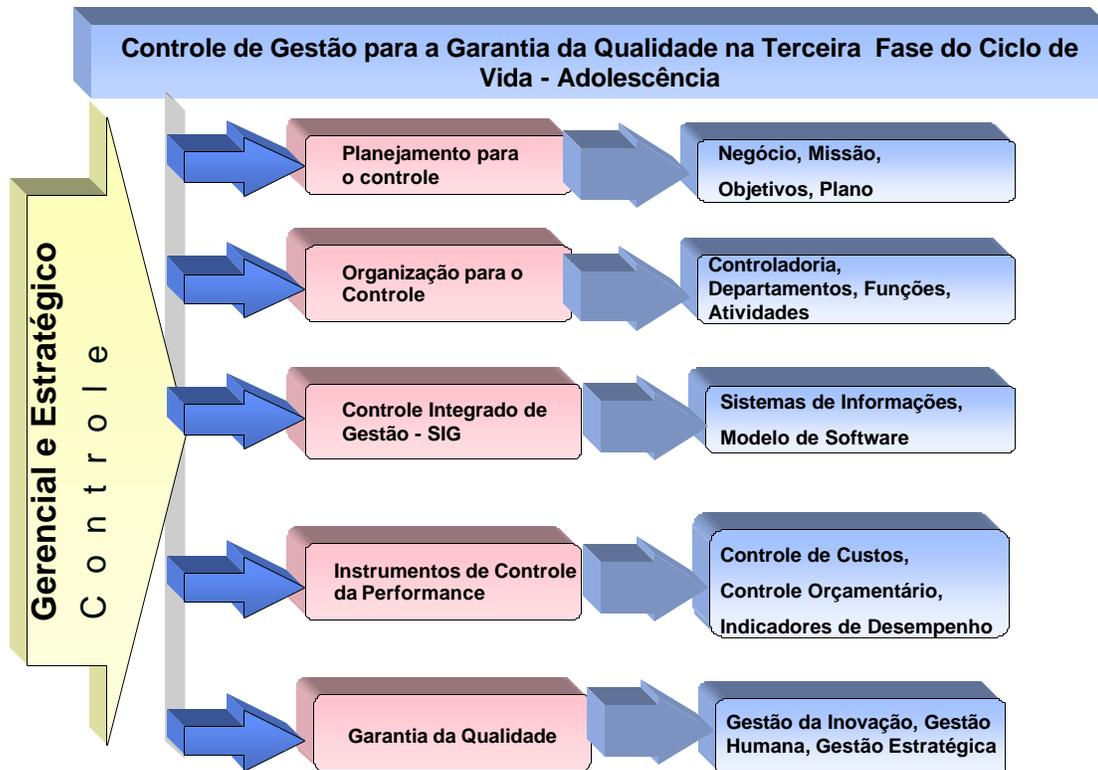 Controle de Gestão para a Garantia da Qualidade na Terceira Fase do Ciclo de
Vida - Adolescência
Gerencial e Estratégico
Controle
Planejamento para
o controle
Negócio, Missão,
Objetivos, Plano
Organização para o
Controle
Controladoria,
Departamentos, Funções,
Atividades
Controle Integrado de
Gestão - SIG
Sistemas de Informações,
Modelo de Software
Instrumentos de Controle
da Performance
Controle de Custos,
Controle Orçamentário,
Indicadores de Desempenho
Garantia da Qualidade
Gestão da Inovação, Gestão
Humana, Gestão Estratégica